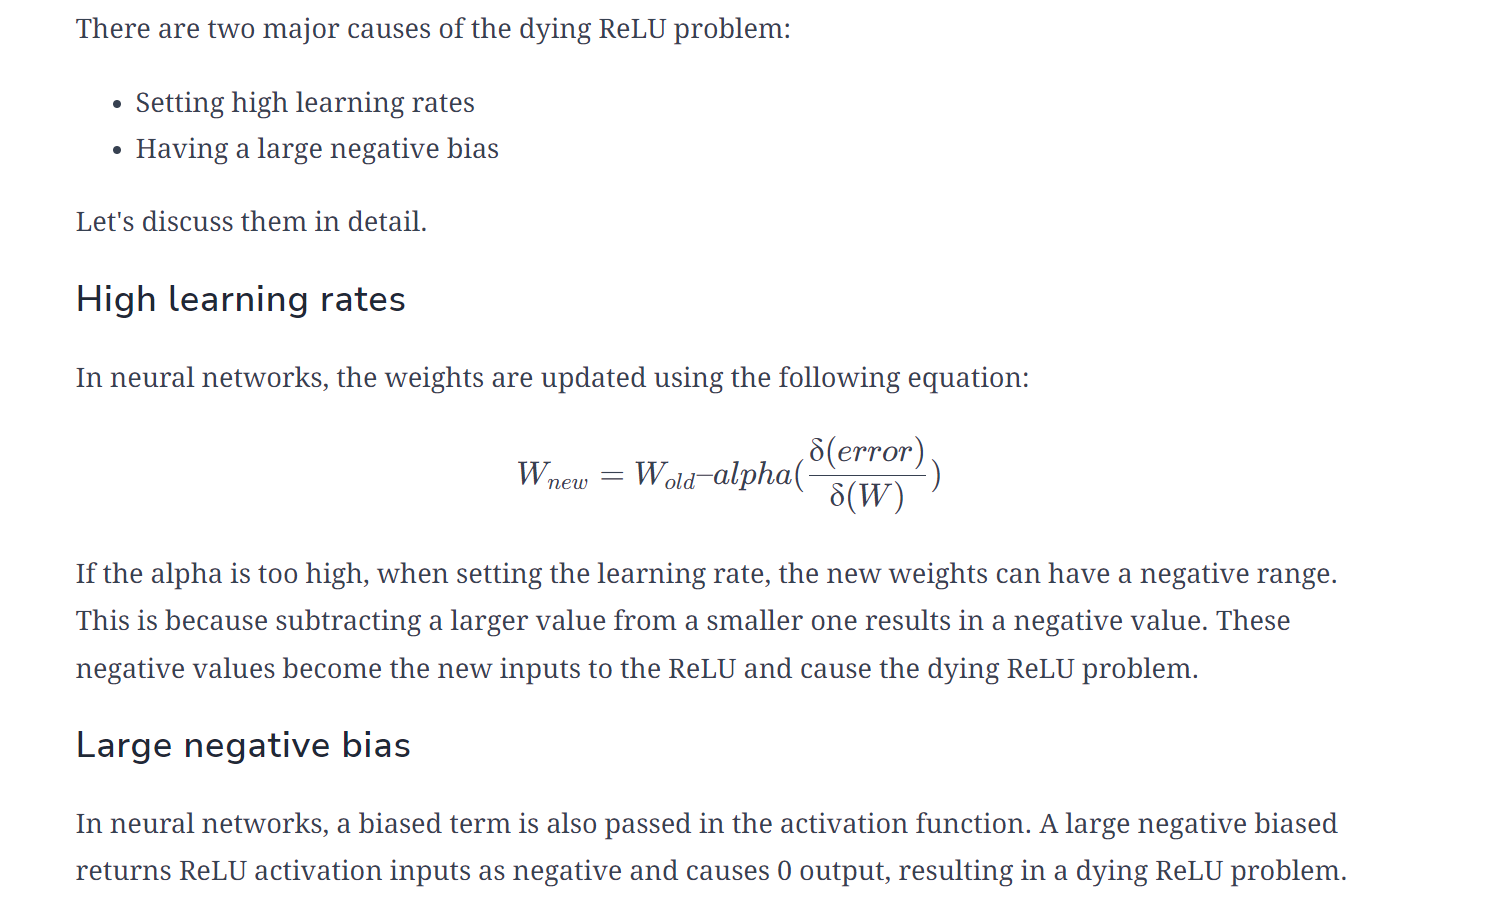 There are two major causes of the dying ReLU problem:
• Setting high learning rates
• Having a large negative bias
Let's discuss them in detail.
High learning rates
In neural networks, the weights are updated using the following equation:
W_{new} = W_{old}–alpha(\frac{δ(error)}{δ(W)})
If the alpha is too high, when setting the learning rate, the new weights can have a negative range.
This is because subtracting a larger value from a smaller one results in a negative value. These
negative values become the new inputs to the ReLU and cause the dying ReLU problem.
Large negative bias
In neural networks, a biased term is also passed in the activation function. A large negative biased
returns ReLU activation inputs as negative and causes 0 output, resulting in a dying ReLU problem.